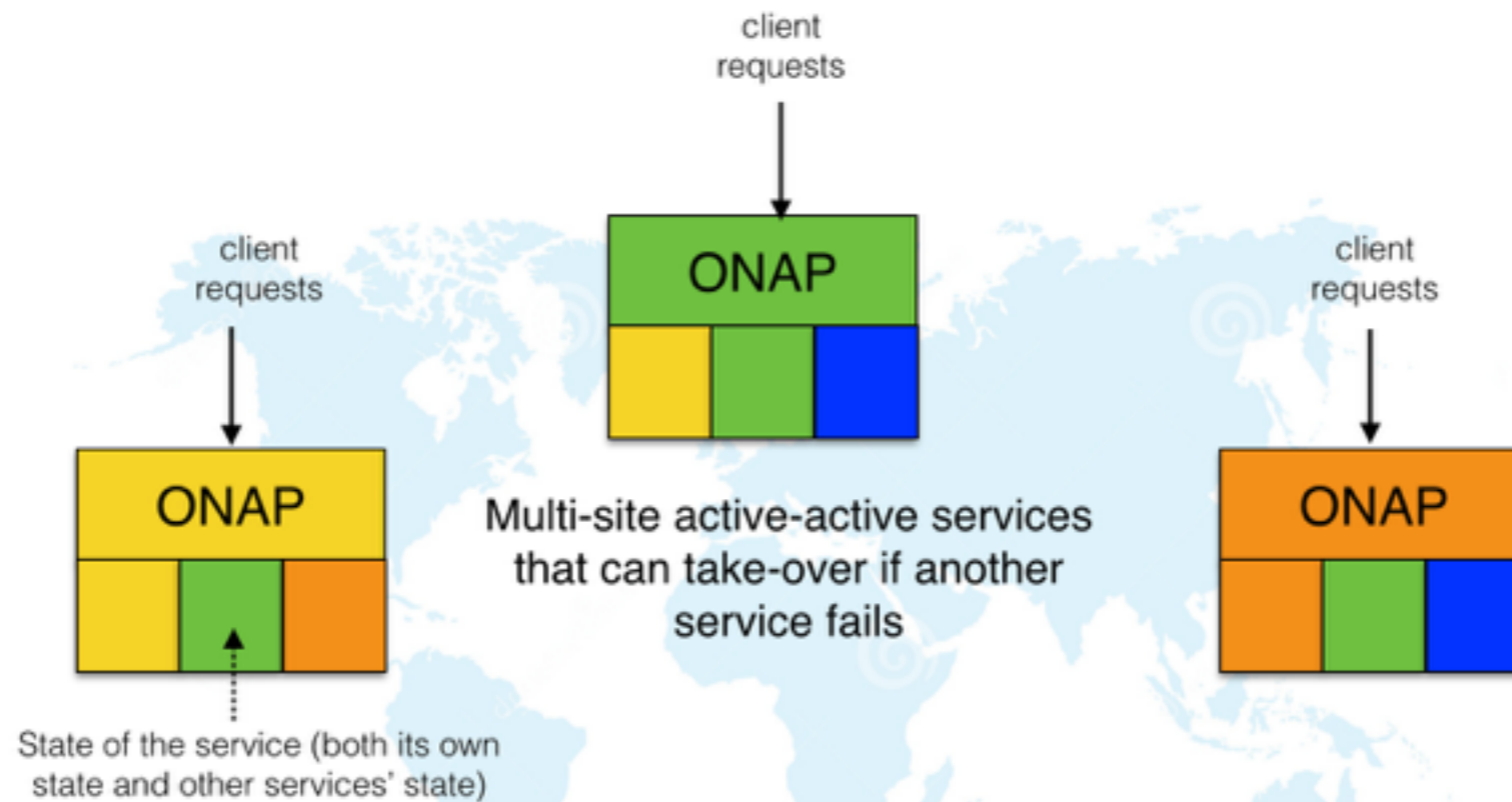 client
requests
client
requests
client
requests
ONAP
ONAP
ONAP
Multi-site active-active services
that can take-over if another
service fails
State of the service (both its own
state and other services' state)